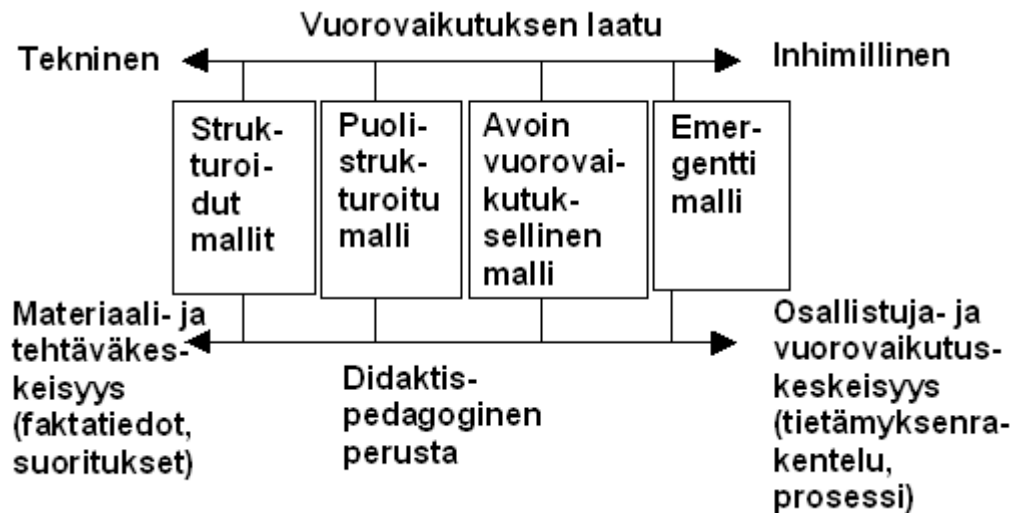 Vuorovaikutuksen laatu
Tekninen
Inhimillinen
Struk-
turoi-
dut
mallit
Puoli-
struk-
turoitu
malli
Avoin
vuorovai-
kutuk-
sellinen
malli
Emer-
gentti
malli
Materiaali- ja
tehtäväkes-
keisyys
(faktatiedot,
suoritukset)
Didaktis-
pedagoginen
perusta
Osallistuja- ja
vuorovaikutus-
keskeisyys
(tietämyksenra-
kentelu,
prosessi)